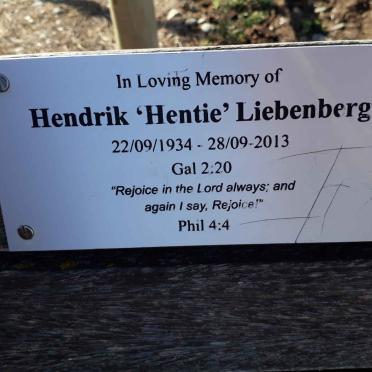 In Loving Memory of
Hendrik 'Hentie' Liebenberg
22/09/1934 - 28/09-2013
Gal 2:20
"Rejoice in the Lord always; and
again I say, Rejoice!"
Phil 4:4